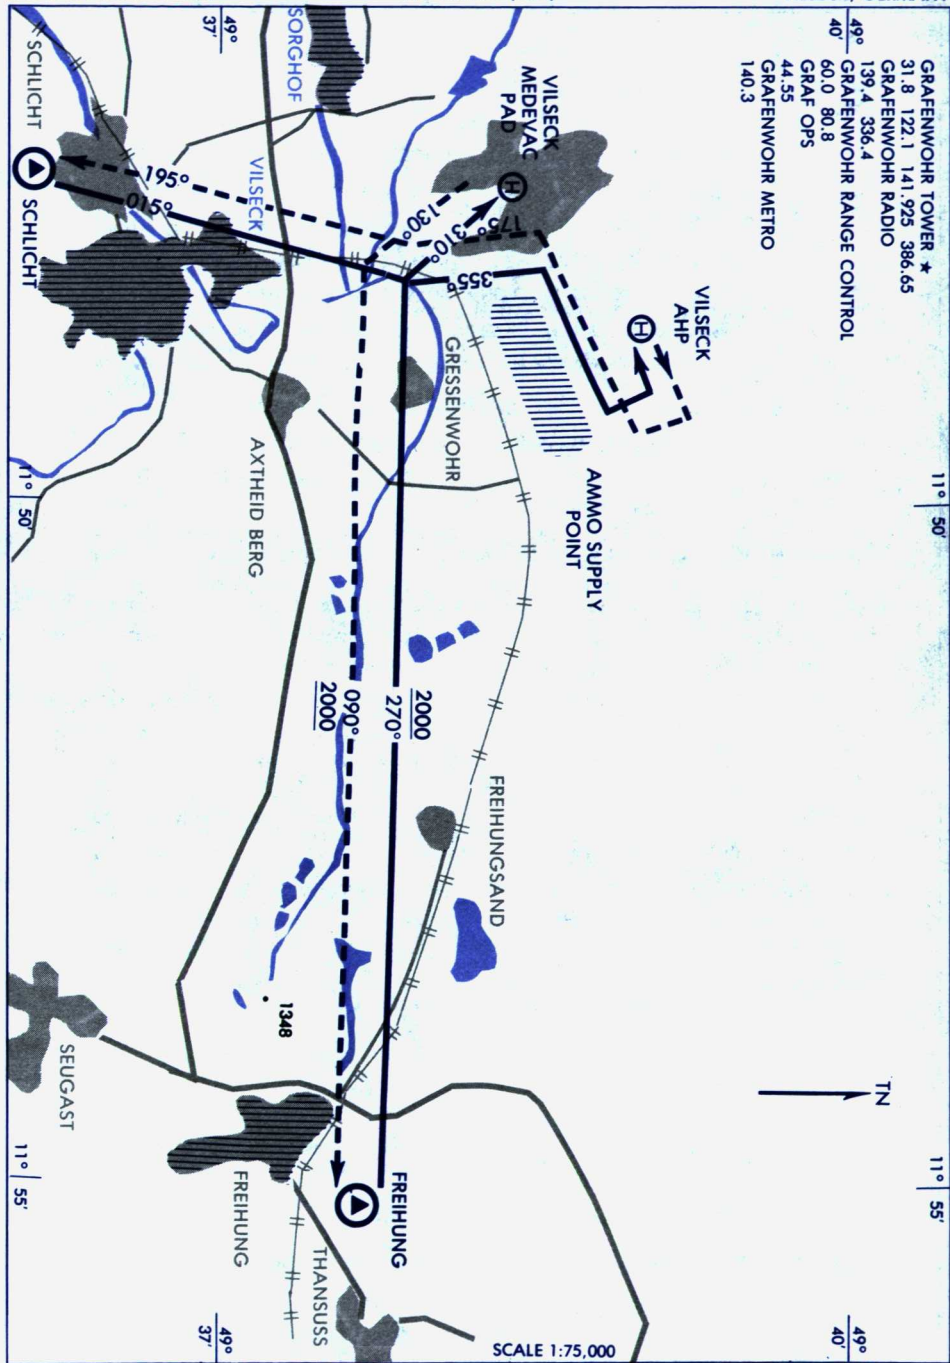 GRAFENWOHR TOWER ★
31.8 122.1 141.925 386.65
GRAFENWOHR RADIO
139.4 336.4
GRAFENWOHR RANGE CONTROL
60.0 80.8
GRAF OPS
44.55
GRAFENWOHR METRO
140.3
49°
40'
11°
50'
11°
55'
49°
40'
TN
VILSECK
AHP
VILSECK
MEDEVAC
PAD
H
H
175°
310°
130°
355°
AMMO SUPPLY
POINT
GRESSENWOHR
FREIHUNGSAND
2000
270°
090°
2000
FREIHUNG
SORGHOF
VILSECK
49°
37'
AXTHEID BERG
1348
FREIHUNG
THANSUSS
49°
37'
195°
015°
SCHLICHT
SCHLICHT
11°
50'
SEUGAST
11°
55'
SCALE 1:75,000